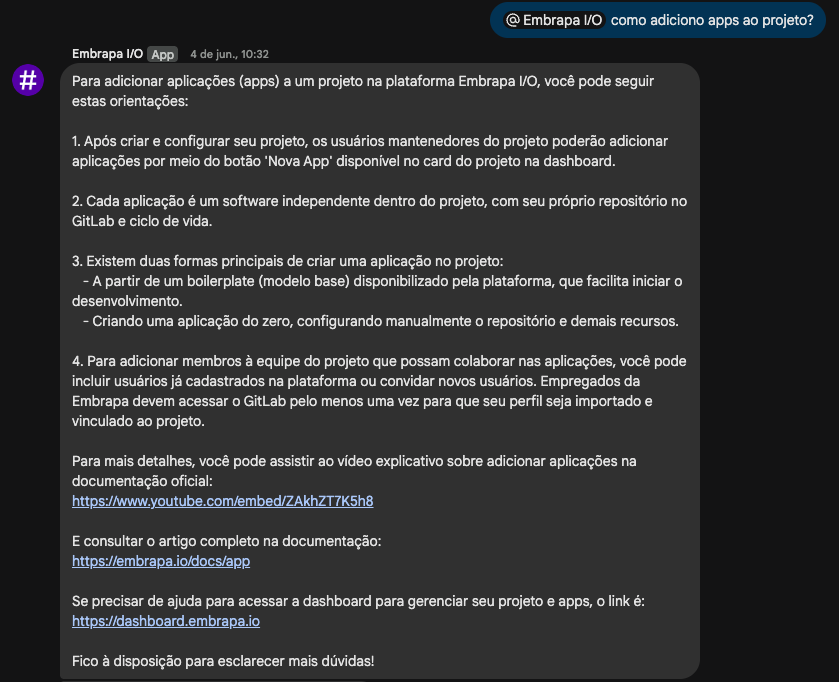 @ Embrapa I/O como adiciono apps ao projeto?
Embrapa I/O App 4 de jun., 10:32
#
Para adicionar aplicações (apps) a um projeto na plataforma Embrapa I/O, você pode seguir
estas orientações:
1. Após criar e configurar seu projeto, os usuários mantenedores do projeto poderão adicionar
aplicações por meio do botão 'Nova App' disponível no card do projeto na dashboard.
2. Cada aplicação é um software independente dentro do projeto, com seu próprio repositório no
GitLab e ciclo de vida.
3. Existem duas formas principais de criar uma aplicação no projeto:
- A partir de um boilerplate (modelo base) disponibilizado pela plataforma, que facilita iniciar o
desenvolvimento.
- Criando uma aplicação do zero, configurando manualmente o repositório e demais recursos.
4. Para adicionar membros à equipe do projeto que possam colaborar nas aplicações, você pode
incluir usuários já cadastrados na plataforma ou convidar novos usuários. Empregados da
Embrapa devem acessar o GitLab pelo menos uma vez para que seu perfil seja importado e
vinculado ao projeto.
Para mais detalhes, você pode assistir ao vídeo explicativo sobre adicionar aplicações na
documentação oficial:
https://www.youtube.com/embed/ZAkhZT7K5h8
E consultar o artigo completo na documentação:
https://embrapa.io/docs/app
Se precisar de ajuda para acessar a dashboard para gerenciar seu projeto e apps, o link é:
https://dashboard.embrapa.io
Fico à disposição para esclarecer mais dúvidas!